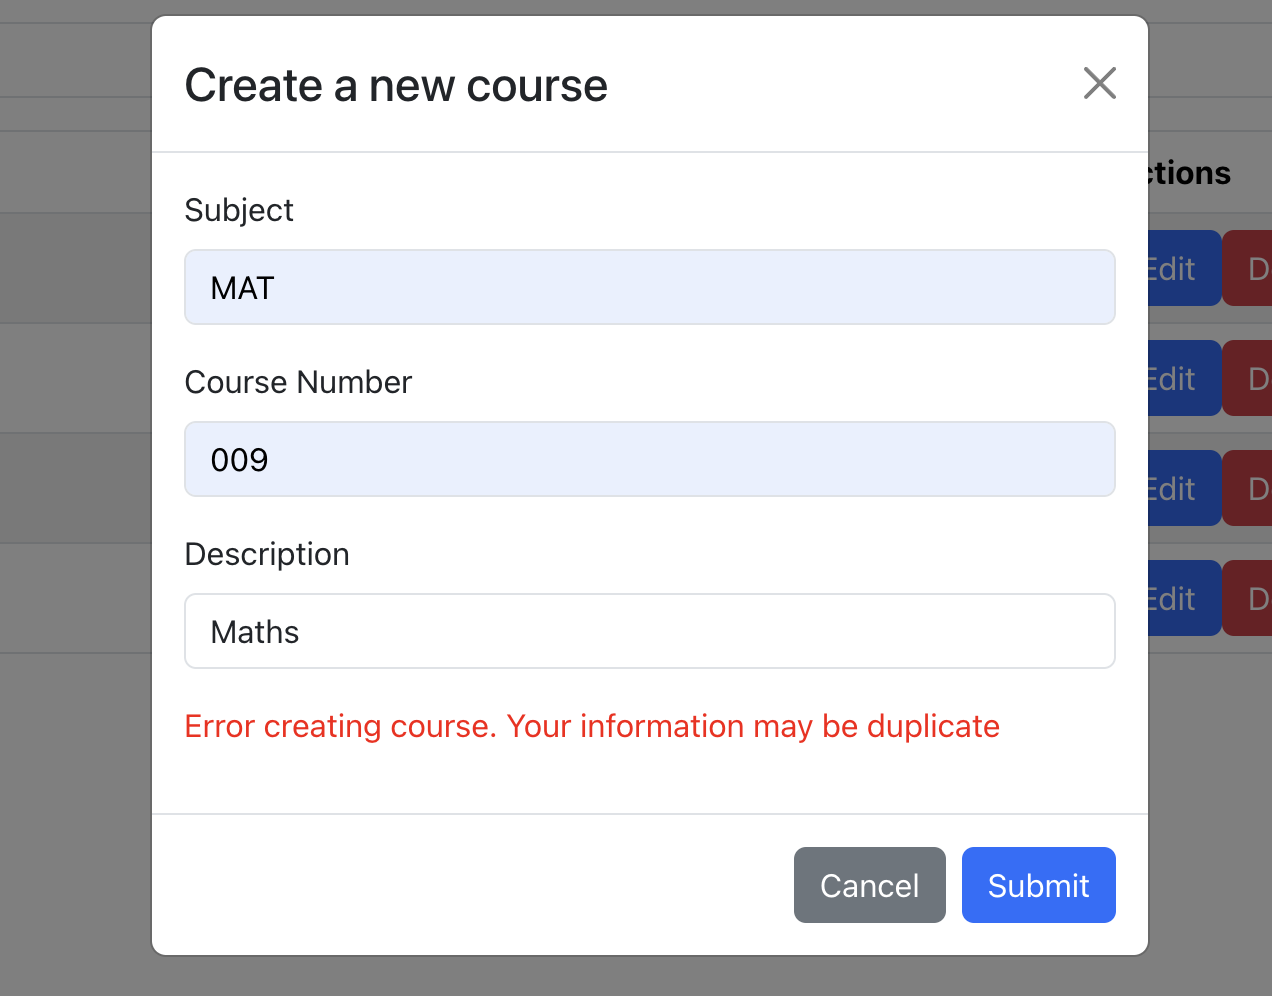 Create a new course
Subject
MAT
Course Number
009
Description
Maths
Error creating course. Your information may be duplicate
Cancel
Submit
ctions
Edit
D
Edit
D
Edit
D
Edit
D